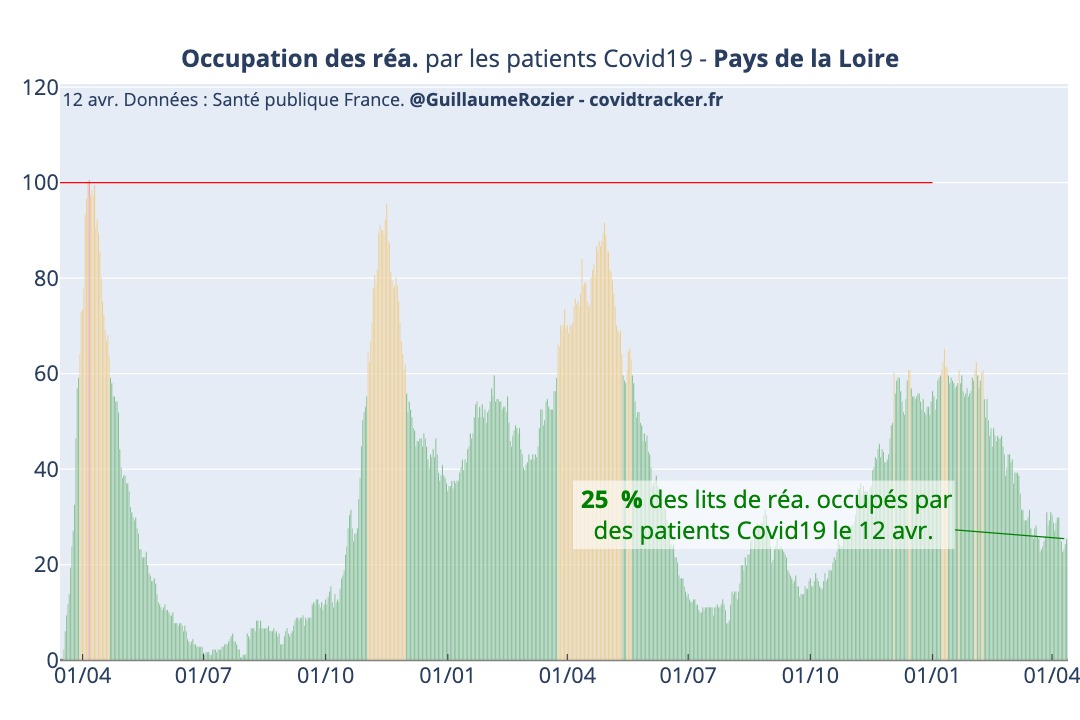 Occupation des réa. par les patients Covid19 - Pays de la Loire
12 avr. Données : Santé publique France. @GuillaumeRozier - covidtracker.fr
120
100
80
60
40
20
0
25 % des lits de réa. occupés par
des patients Covid19 le 12 avr.
01/04 01/07 01/10 01/01 01/04 01/07 01/10 01/01 01/04